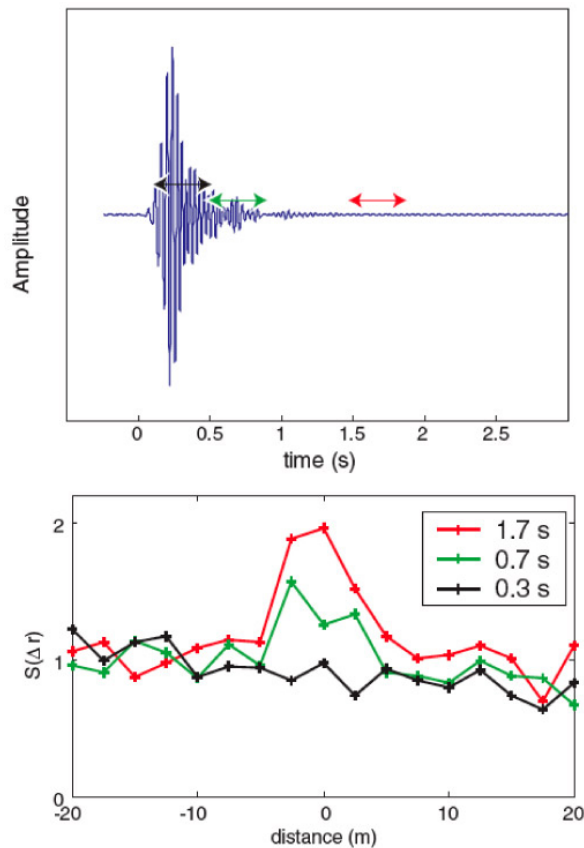 Amplitude
0 0.5 1 1.5 2 2.5
time (s)
2
1.7 s
0.7 s
0.3 s
S(Δ r)
1
0
-20 -10 0 10 20
distance (m)